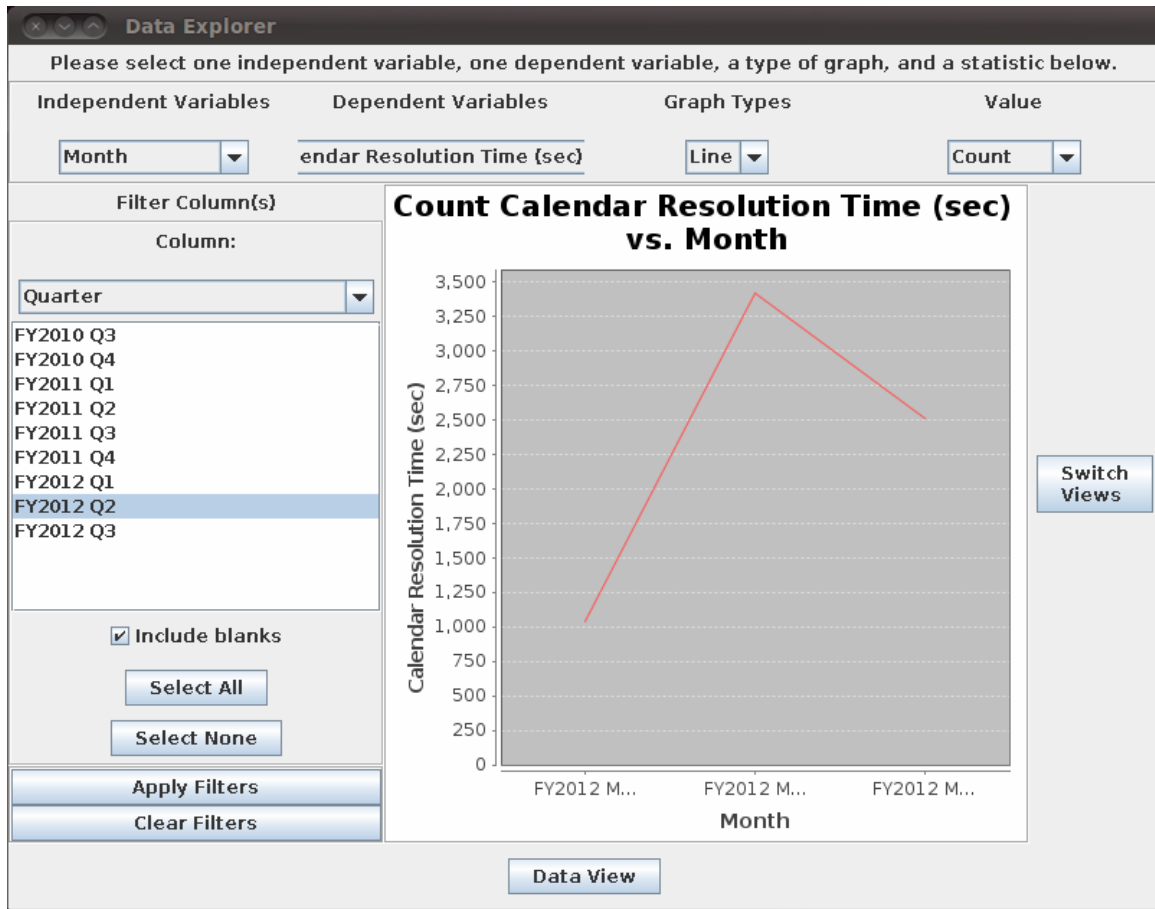 Data Explorer
Please select one independent variable, one dependent variable, a type of graph, and a statistic below.
Independent Variables
Dependent Variables
Graph Types
Value
Month
endar Resolution Time (sec)
Line
Count
Filter Column(s)
Column:
Quarter
FY2010 Q3
FY2010 Q4
FY2011 Q1
FY2011 Q2
FY2011 Q3
FY2011 Q4
FY2012 Q1
FY2012 Q2
FY2012 Q3
Include blanks
Select All
Select None
Apply Filters
Clear Filters
Count Calendar Resolution Time (sec)
vs. Month
Calendar Resolution Time (sec)
3,500
3,250
3,000
2,750
2,500
2,250
2,000
1,750
1,500
1,250
1,000
750
500
250
0
FY2012 M...
FY2012 M...
FY2012 M...
Month
Switch
Views
Data View